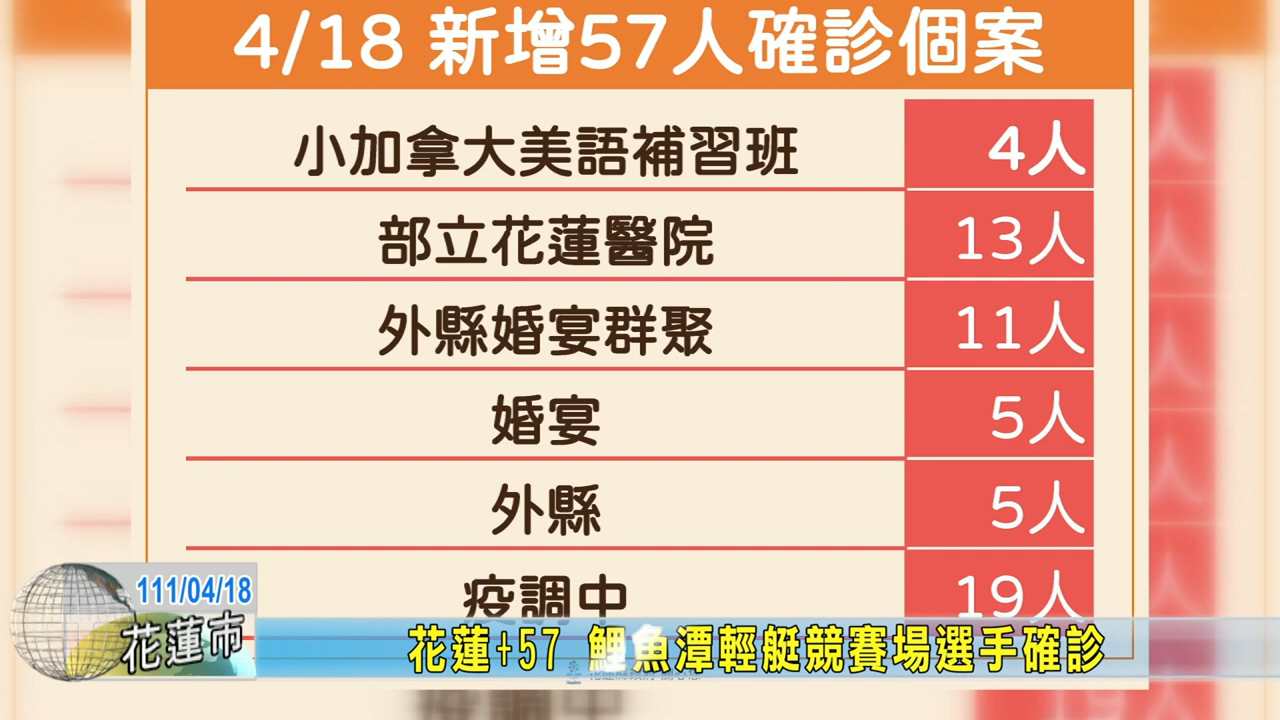 4/18 新增57人確診個案
小加拿大美語補習班 4人
部立花蓮醫院 13人
外縣婚宴群聚 11人
婚宴 5人
外縣 5人
疫調中 19人
111/04/18
花蓮市
花蓮+57 鯉魚潭輕艇競賽場選手確診